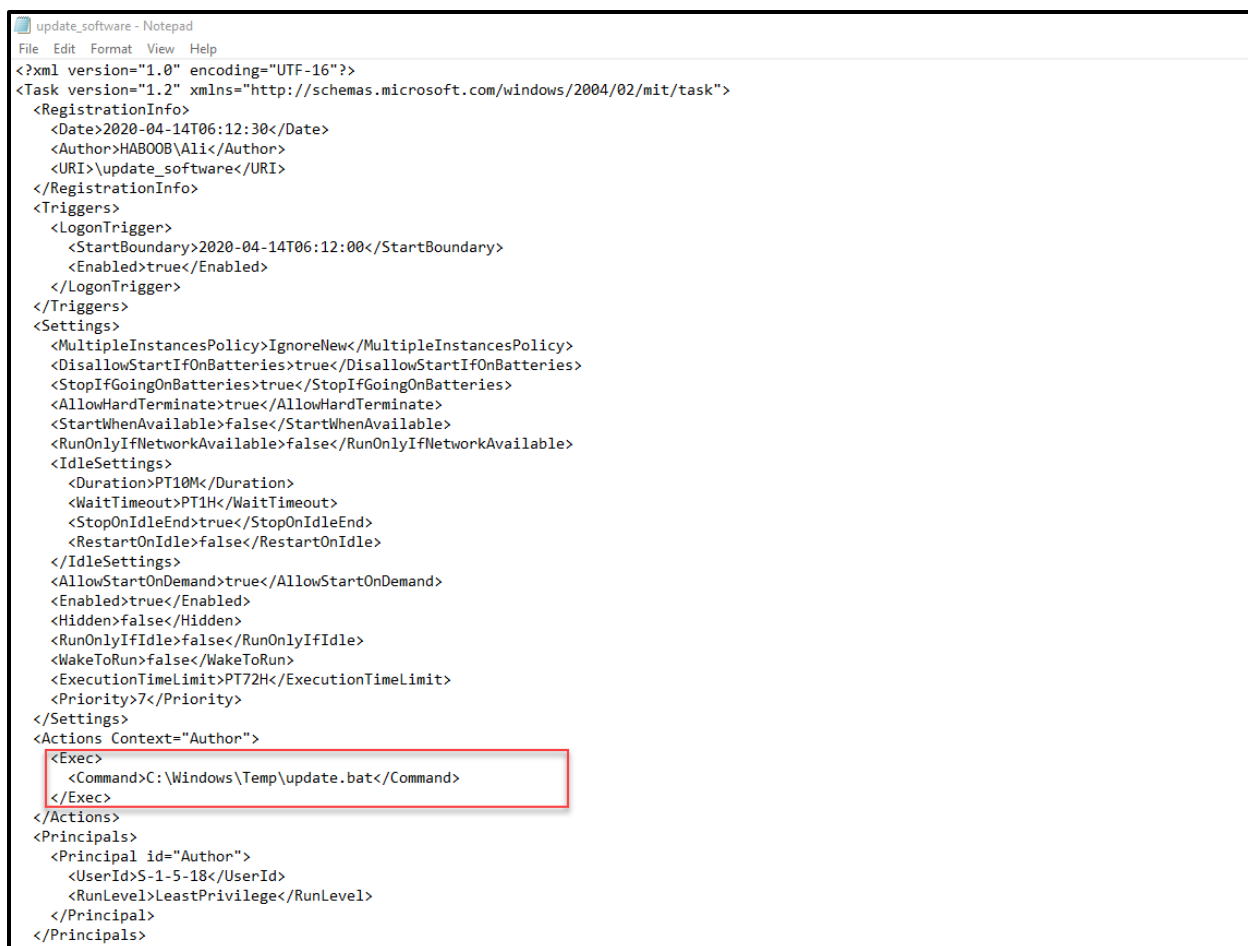 update_software - Notepad
File Edit Format View Help
<?xml version="1.0" encoding="UTF-16"?>
<Task version="1.2" xmlns="http://schemas.microsoft.com/windows/2004/02/mit/task">
  <RegistrationInfo>
    <Date>2020-04-14T06:12:30</Date>
    <Author>HABOOB\Ali</Author>
    <URI>\update_software</URI>
  </RegistrationInfo>
  <Triggers>
    <LogonTrigger>
      <StartBoundary>2020-04-14T06:12:00</StartBoundary>
      <Enabled>true</Enabled>
    </LogonTrigger>
  </Triggers>
  <Settings>
    <MultipleInstancesPolicy>IgnoreNew</MultipleInstancesPolicy>
    <DisallowStartIfOnBatteries>true</DisallowStartIfOnBatteries>
    <StopIfGoingOnBatteries>true</StopIfGoingOnBatteries>
    <AllowHardTerminate>true</AllowHardTerminate>
    <StartWhenAvailable>false</StartWhenAvailable>
    <RunOnlyIfNetworkAvailable>false</RunOnlyIfNetworkAvailable>
    <IdleSettings>
      <Duration>PT10M</Duration>
      <WaitTimeout>PT1H</WaitTimeout>
      <StopOnIdleEnd>true</StopOnIdleEnd>
      <RestartOnIdle>false</RestartOnIdle>
    </IdleSettings>
    <AllowStartOnDemand>true</AllowStartOnDemand>
    <Enabled>true</Enabled>
    <Hidden>false</Hidden>
    <RunOnlyIfIdle>false</RunOnlyIfIdle>
    <WakeToRun>false</WakeToRun>
    <ExecutionTimeLimit>PT72H</ExecutionTimeLimit>
    <Priority>7</Priority>
  </Settings>
  <Actions Context="Author">
    <Exec>
      <Command>C:\Windows\Temp\update.bat</Command>
    </Exec>
  </Actions>
  <Principals>
    <Principal id="Author">
      <UserId>S-1-5-18</UserId>
      <RunLevel>LeastPrivilege</RunLevel>
    </Principal>
  </Principals>